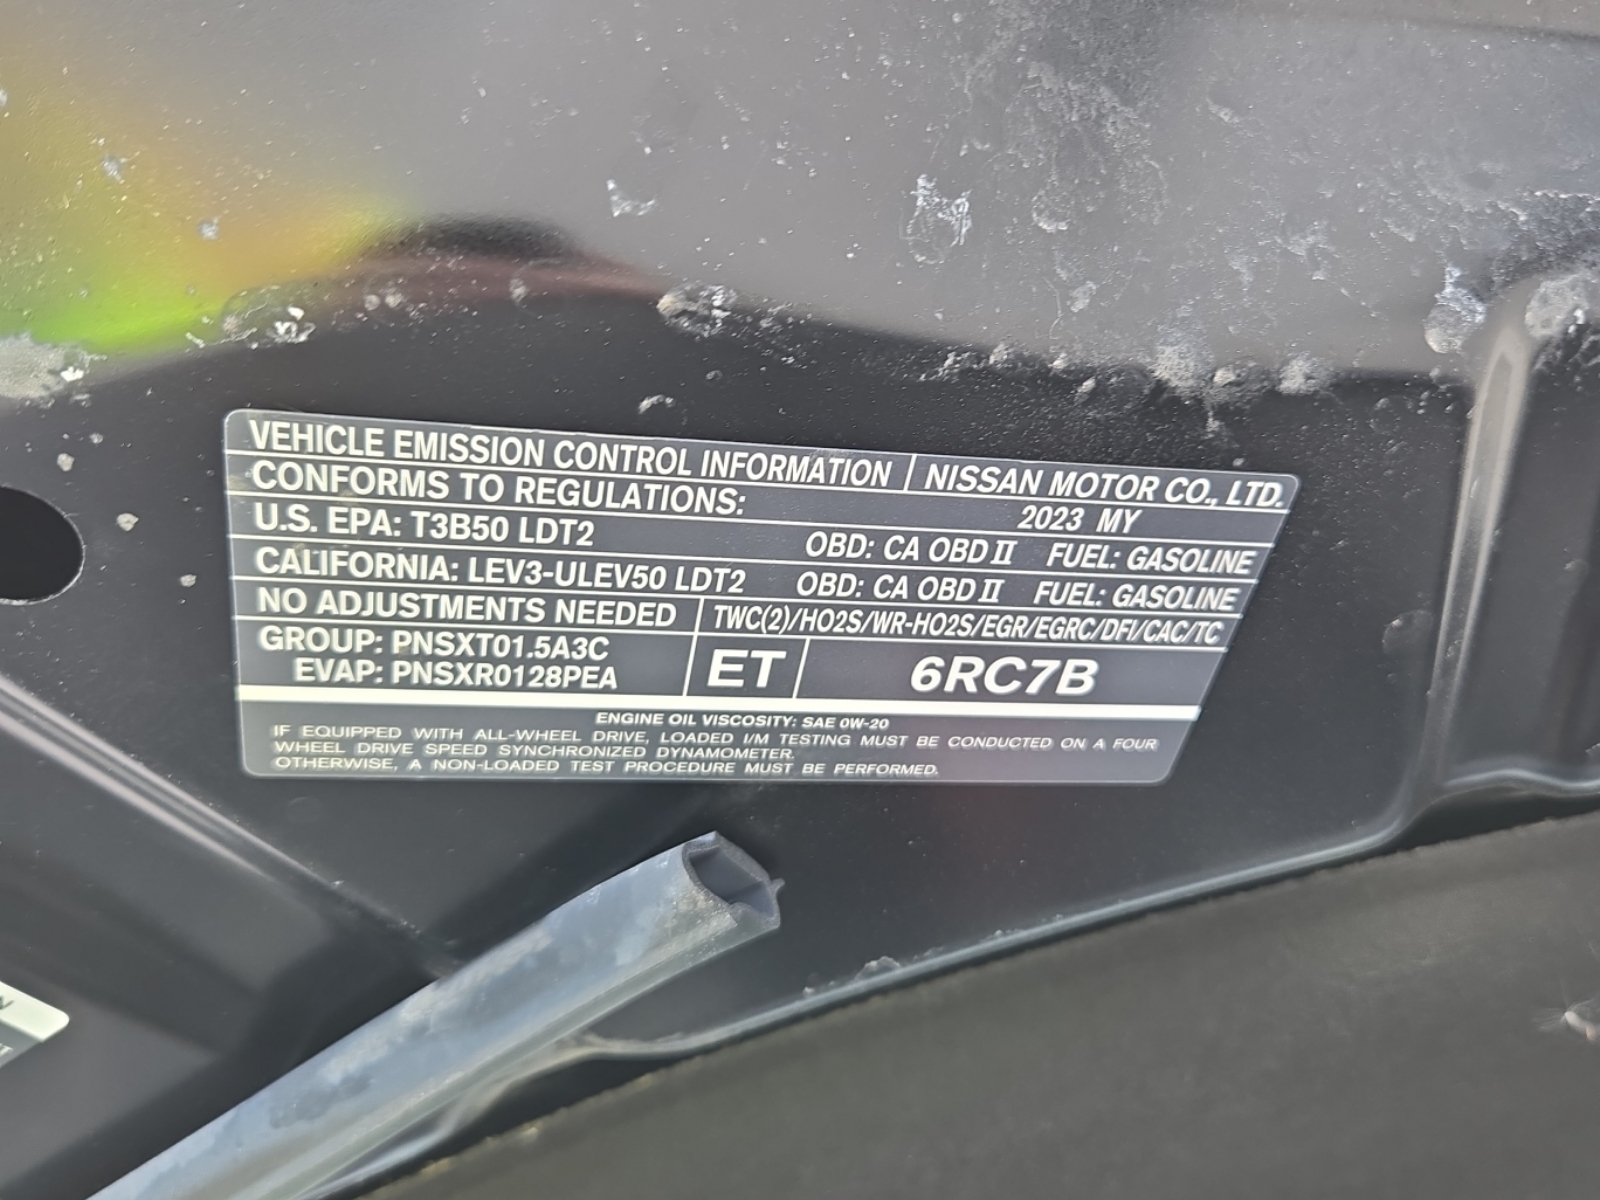 VEHICLE EMISSION CONTROL INFORMATION | NISSAN MOTOR CO., LTD.
CONFORMS TO REGULATIONS: 2023 MY
U.S. EPA: T3B50 LDT2 OBD: CA OBD II FUEL: GASOLINE
CALIFORNIA: LEV3-ULEV50 LDT2 OBD: CA OBD II FUEL: GASOLINE
NO ADJUSTMENTS NEEDED TWC(2)/HO2S/WR-HO2S/EGR/EGRC/DFI/CAC/TC
GROUP: PNSXT01.5A3C
EVAP: PNSXR0128PEA
ET
6RC7B
ENGINE OIL VISCOSITY: SAE 0W-20
IF EQUIPPED WITH ALL-WHEEL DRIVE, LOADED I/M TESTING MUST BE CONDUCTED ON A FOUR
WHEEL DRIVE SPEED SYNCHRONIZED DYNAMOMETER.
OTHERWISE, A NON-LOADED TEST PROCEDURE MUST BE PERFORMED.